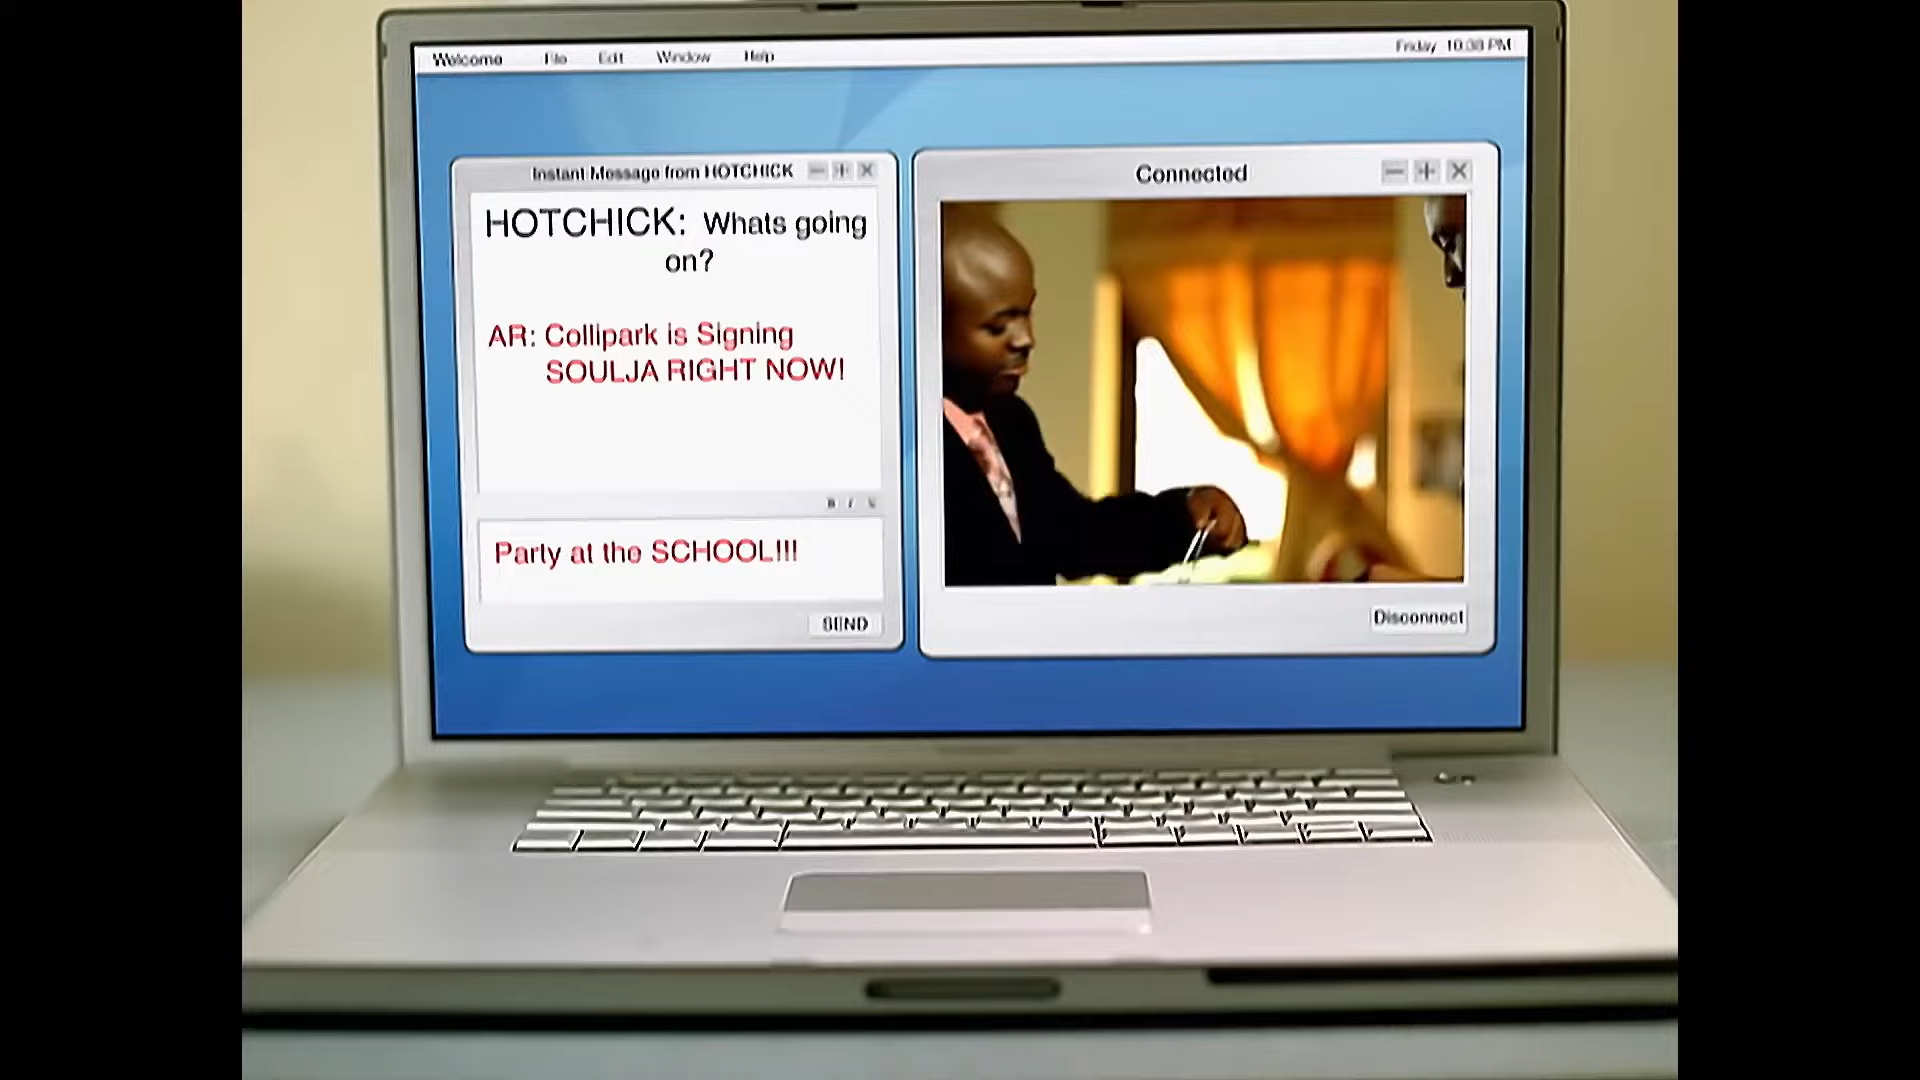 Welcome File Edit Window Help Friday 10:38 PM
Instant Message from HOTCHICK
HOTCHICK: Whats going
on?
AR: Collipark is Signing
SOULJA RIGHT NOW!
B I
Party at the SCHOOL!!!
SEND
Connected
Disconnect